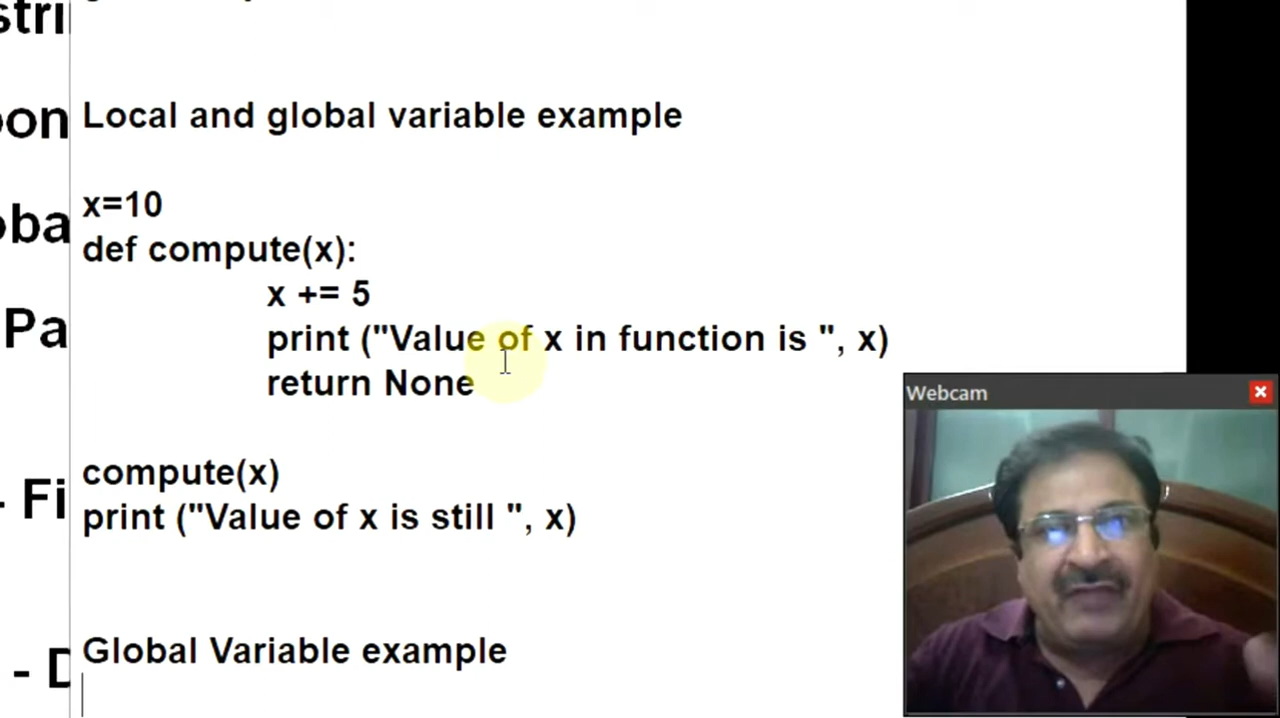 Local and global variable example
x=10
def compute(x):
x += 5
print ("Value of x in function is ", x)
return None
compute(x)
print ("Value of x is still ", x)
Global Variable example
Webcam